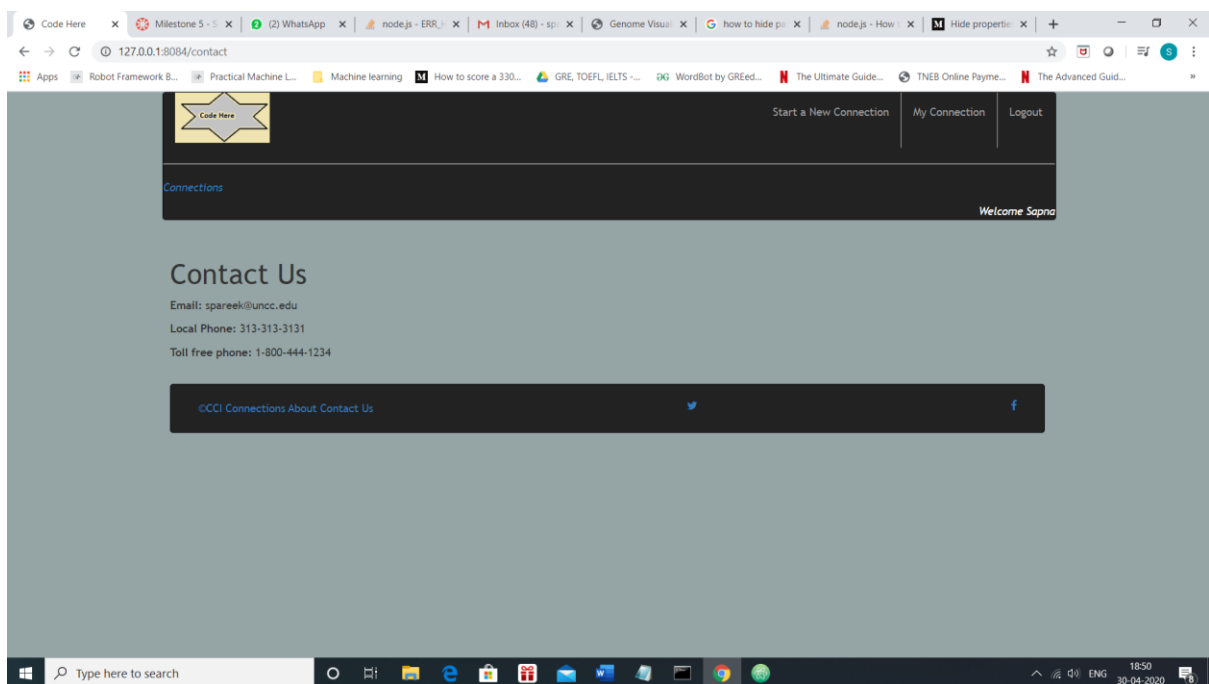 Code Here
Milestone 5 - S
(2) WhatsApp
node.js - ERR_
M Inbox (48) - sp
Genome Visual
G how to hide pa
node.js - How
M Hide properties
127.0.0.1:8084/contact
Apps
Robot Framework B...
Practical Machine L...
Machine learning
M How to score a 330...
GRE, TOEFL, IELTS -...
GG WordBot by GREed...
N The Ultimate Guide...
TNEB Online Payme...
N The Advanced Guid...
»
Code Here
Start a New Connection
My Connection
Logout
Connections
Welcome Sapna
Contact Us
Email: spareek@uncc.edu
Local Phone: 313-313-3131
Toll free phone: 1-800-444-1234
©CCI Connections About Contact Us
Type here to search
ENG
18:50
30-04-2020